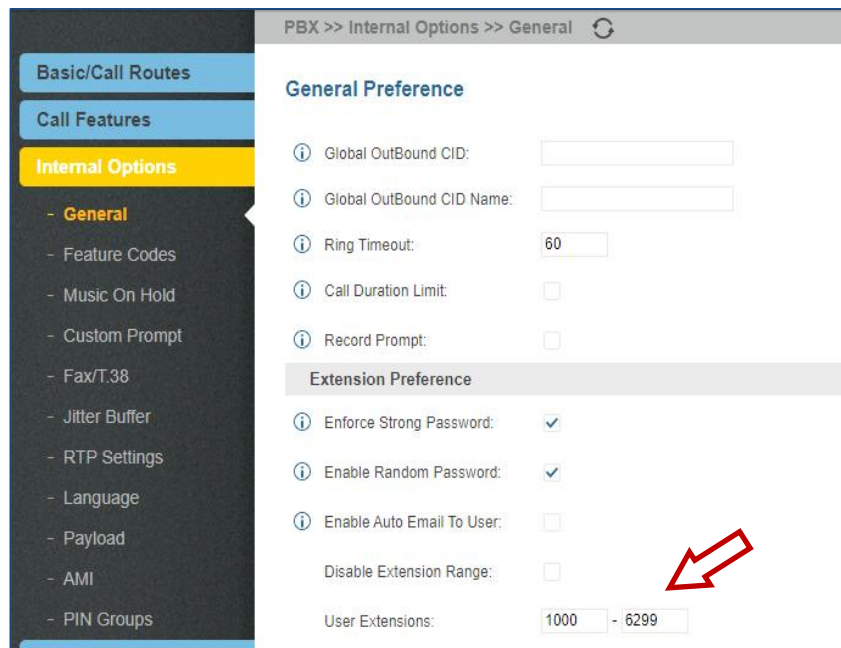 PBX >> Internal Options >> General
Basic/Call Routes
Call Features
Internal Options
- General
- Feature Codes
- Music On Hold
- Custom Prompt
- Fax/T.38
- Jitter Buffer
- RTP Settings
- Language
- Payload
- AMI
- PIN Groups
General Preference
Global OutBound CID:
Global OutBound CID Name:
Ring Timeout: 60
Call Duration Limit:
Record Prompt:
Extension Preference
Enforce Strong Password:
Enable Random Password:
Enable Auto Email To User:
Disable Extension Range:
User Extensions: 1000 - 6299